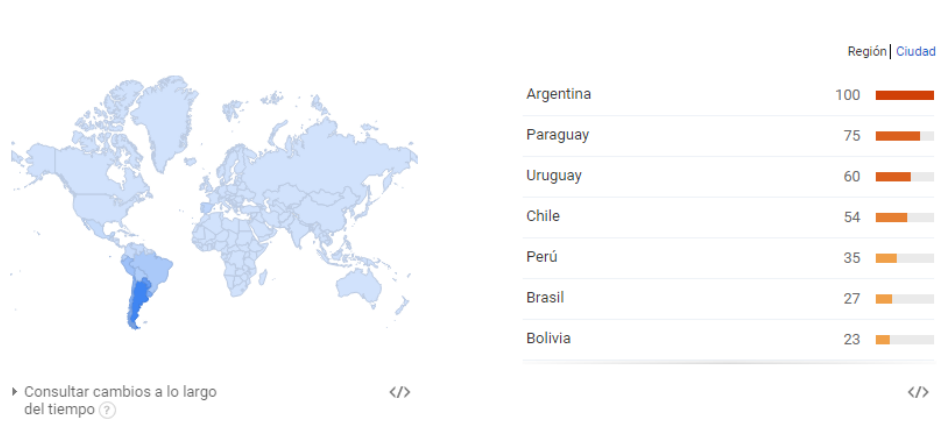 Región | Ciudad
Argentina 100
Paraguay 75
Uruguay 60
Chile 54
Perú 35
Brasil 27
Bolivia 23
Consultar cambios a lo largo
del tiempo ?
</>
</>